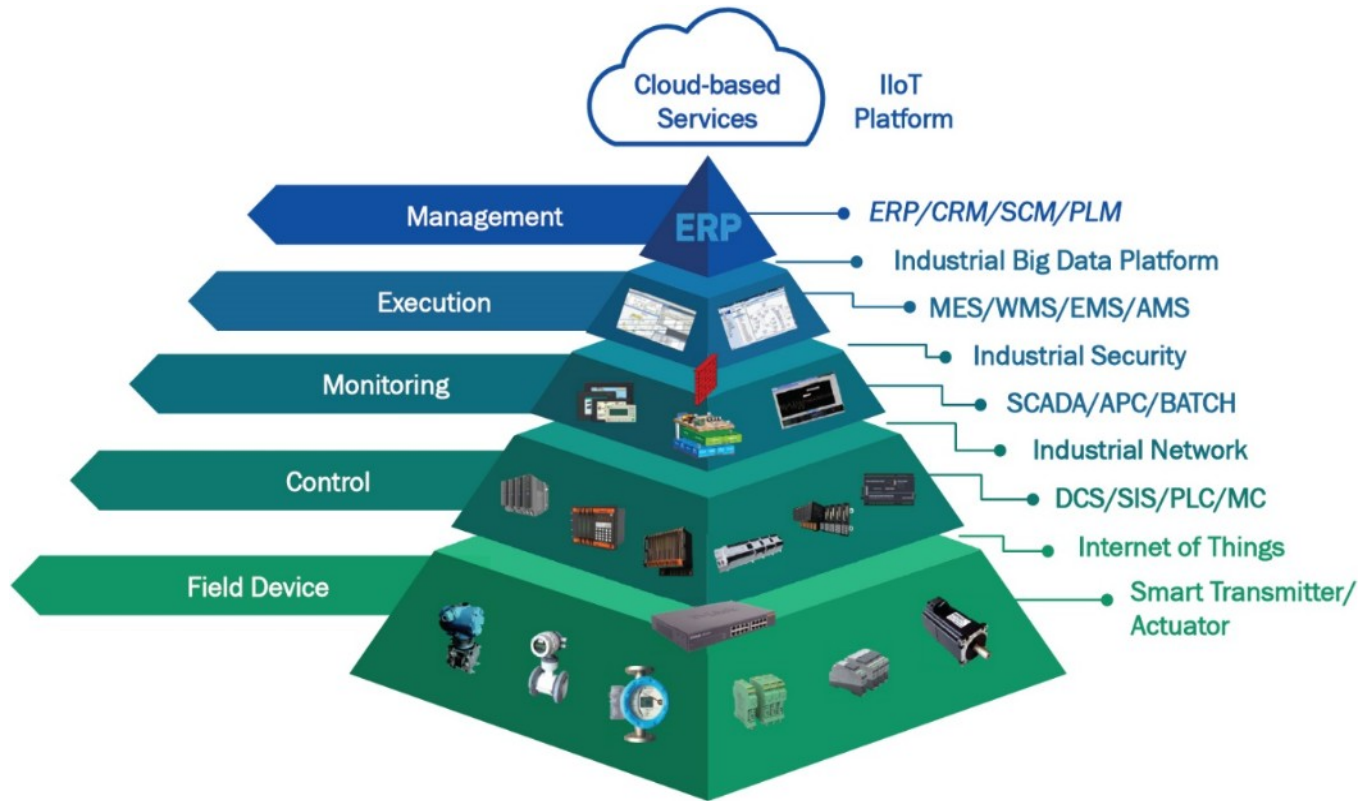 Cloud-based
Services
IIoT
Platform
Management
ERP
ERP/CRM/SCM/PLM
Industrial Big Data Platform
Execution
MES/WMS/EMS/AMS
Industrial Security
Monitoring
SCADA/APC/BATCH
Industrial Network
Control
DCS/SIS/PLC/MC
Internet of Things
Field Device
Smart Transmitter/
Actuator